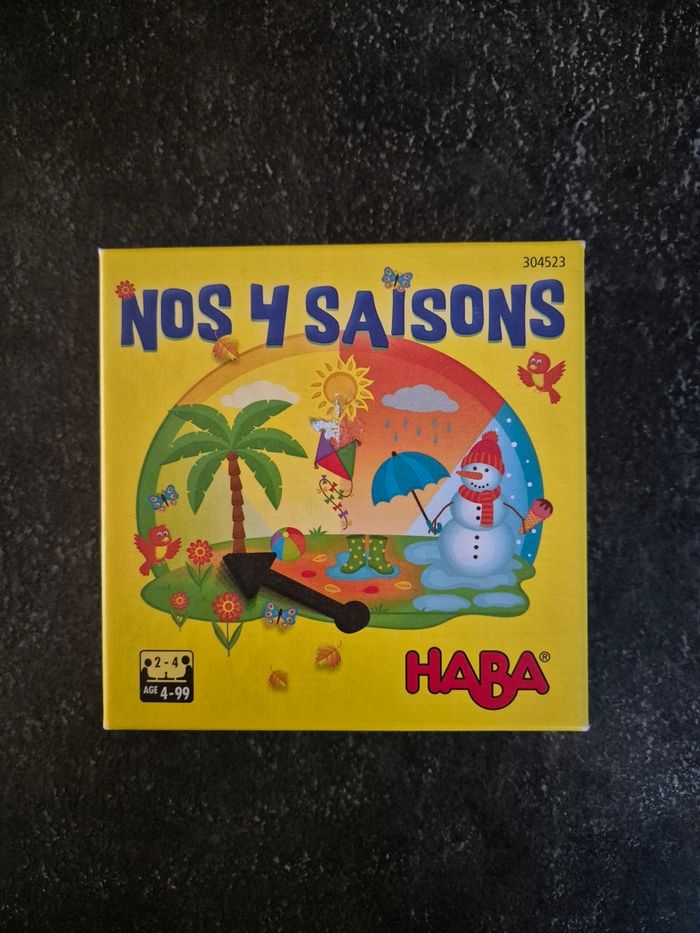 304523
NOS 4 SAISONS
2 - 4
AGE 4-99
HABA®